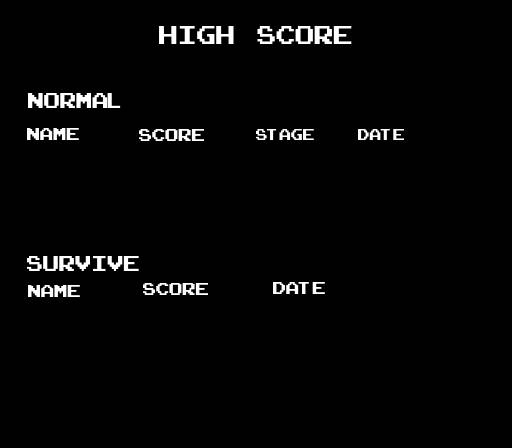 HIGH SCORE
NORMAL
NAME SCORE STAGE DATE
SURVIVE
NAME SCORE DATE